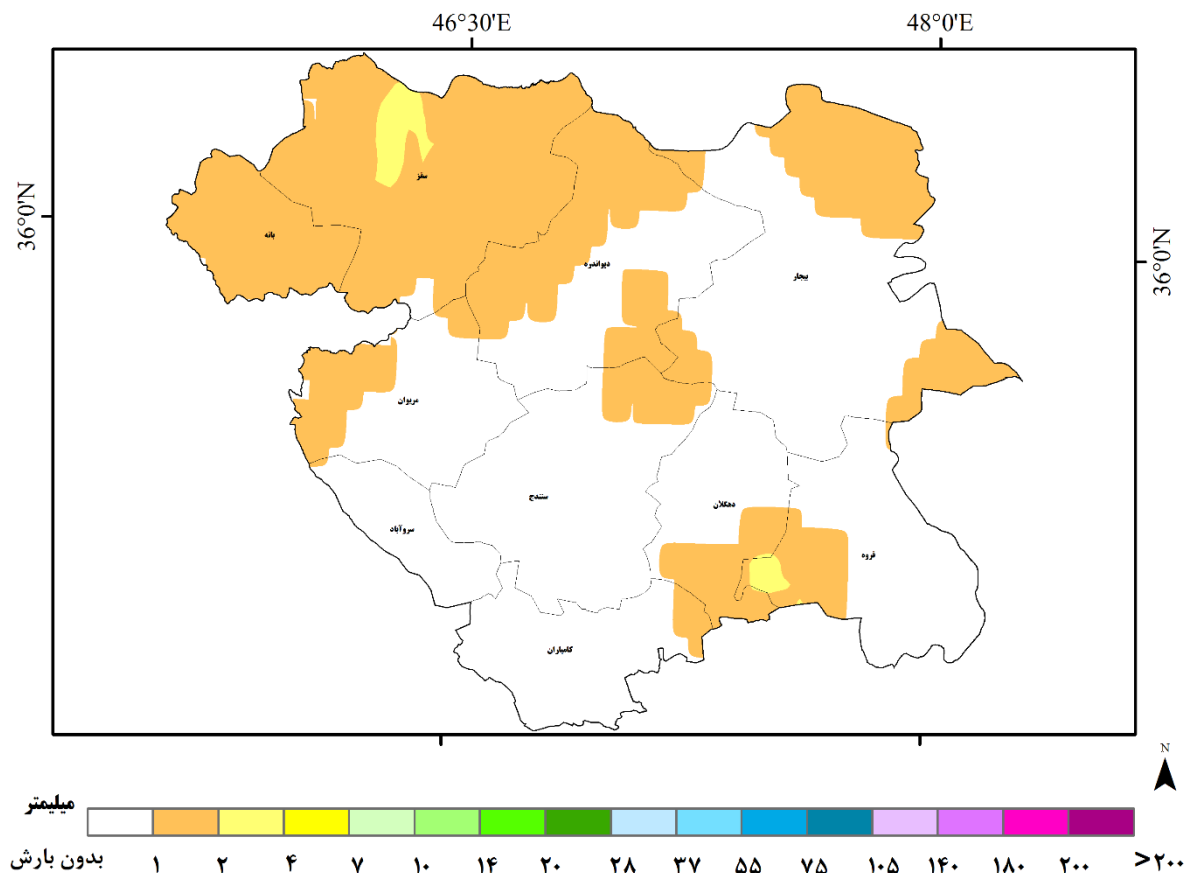 46°30'E 48°0'E
36°0'N
36°0'N
سقز
بانه
دیواندره
بیجار
مریوان
سنندج
دهگلان
سروآباد
قروه
کامیاران
N
میلیمتر
بدون بارش ۱ ۲ ۴ ۷ ۱۰ ۱۴ ۲۰ ۲۸ ۳۷ ۵۵ ۷۵ ۱۰۵ ۱۴۰ ۱۸۰ ۲۰۰ >۲۰۰